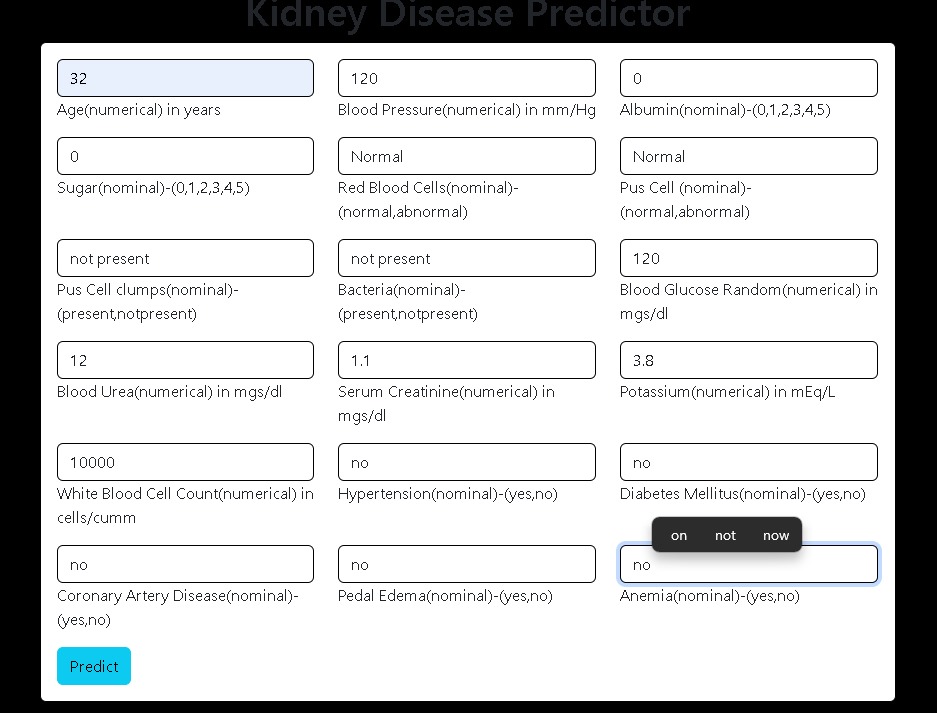 Kidney Disease Predictor
32 120 0
Age(numerical) in years Blood Pressure(numerical) in mm/Hg Albumin(nominal)-(0,1,2,3,4,5)
0 Normal Normal
Sugar(nominal)-(0,1,2,3,4,5) Red Blood Cells(nominal)- Pus Cell (nominal)-
(normal,abnormal) (normal,abnormal)
not present not present 120
Pus Cell clumps(nominal)- Bacteria(nominal)- Blood Glucose Random(numerical) in
(present,notpresent) (present,notpresent) mgs/dl
12 1.1 3.8
Blood Urea(numerical) in mgs/dl Serum Creatinine(numerical) in Potassium(numerical) in mEq/L
mgs/dl
10000 no no
White Blood Cell Count(numerical) in Hypertension(nominal)-(yes,no) Diabetes Mellitus(nominal)-(yes,no)
cells/cumm
on not now
no no no
Coronary Artery Disease(nominal)- Pedal Edema(nominal)-(yes,no) Anemia(nominal)-(yes,no)
(yes,no)
Predict